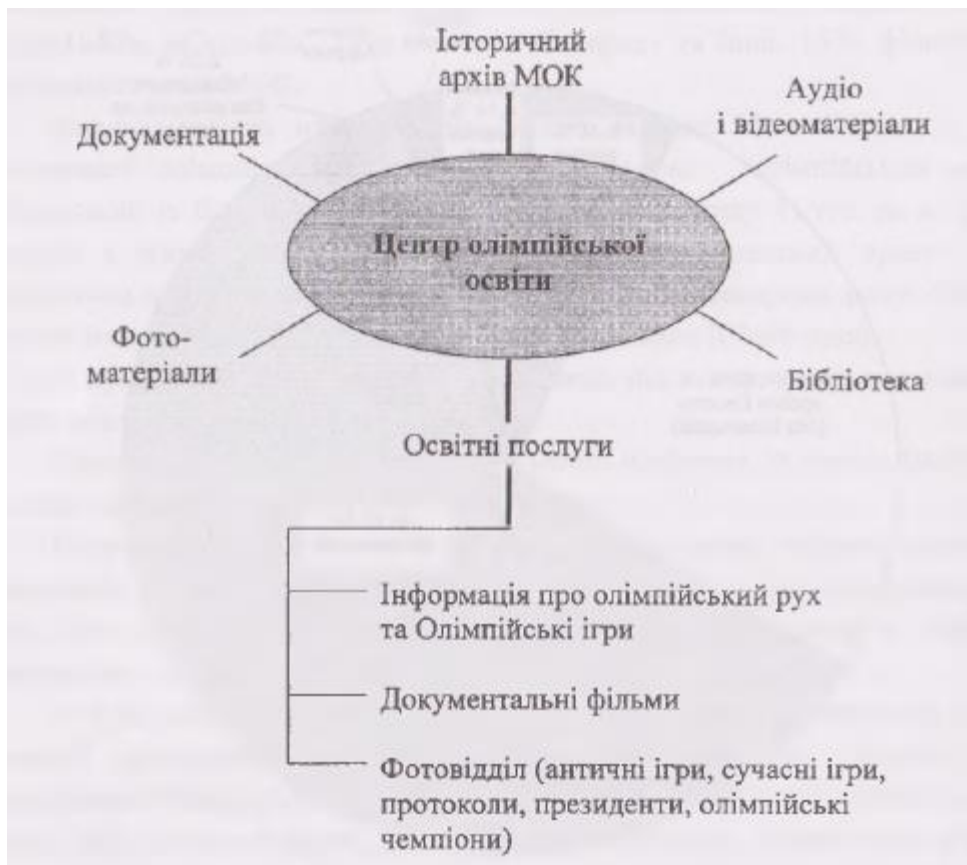 Історичний
архів МОК
Аудіо
і відеоматеріали
Документація
Центр олімпійської
освіти
Фото-
матеріали
Бібліотека
Освітні послуги
Інформація про олімпійський рух
та Олімпійські ігри
Документальні фільми
Фотовідділ (античні ігри, сучасні ігри,
протоколи, президенти, олімпійські
чемпіони)